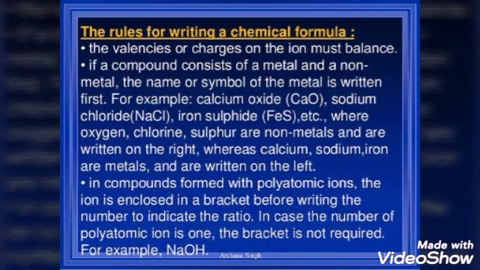 The rules for writing a chemical formula :
• the valencies or charges on the ion must balance.
• if a compound consists of a metal and a non-
metal, the name or symbol of the metal is written
first. For example: calcium oxide (CaO), sodium
chloride(NaCl), iron sulphide (FeS),etc., where
oxygen, chlorine, sulphur are non-metals and are
written on the right, whereas calcium, sodium,iron
are metals, and are written on the left.
• in compounds formed with polyatomic ions, the
ion is enclosed in a bracket before writing the
number to indicate the ratio. In case the number of
polyatomic ion is one, the bracket is not required.
For example, NaOH.
Archana Singh
Made with
VideoShow